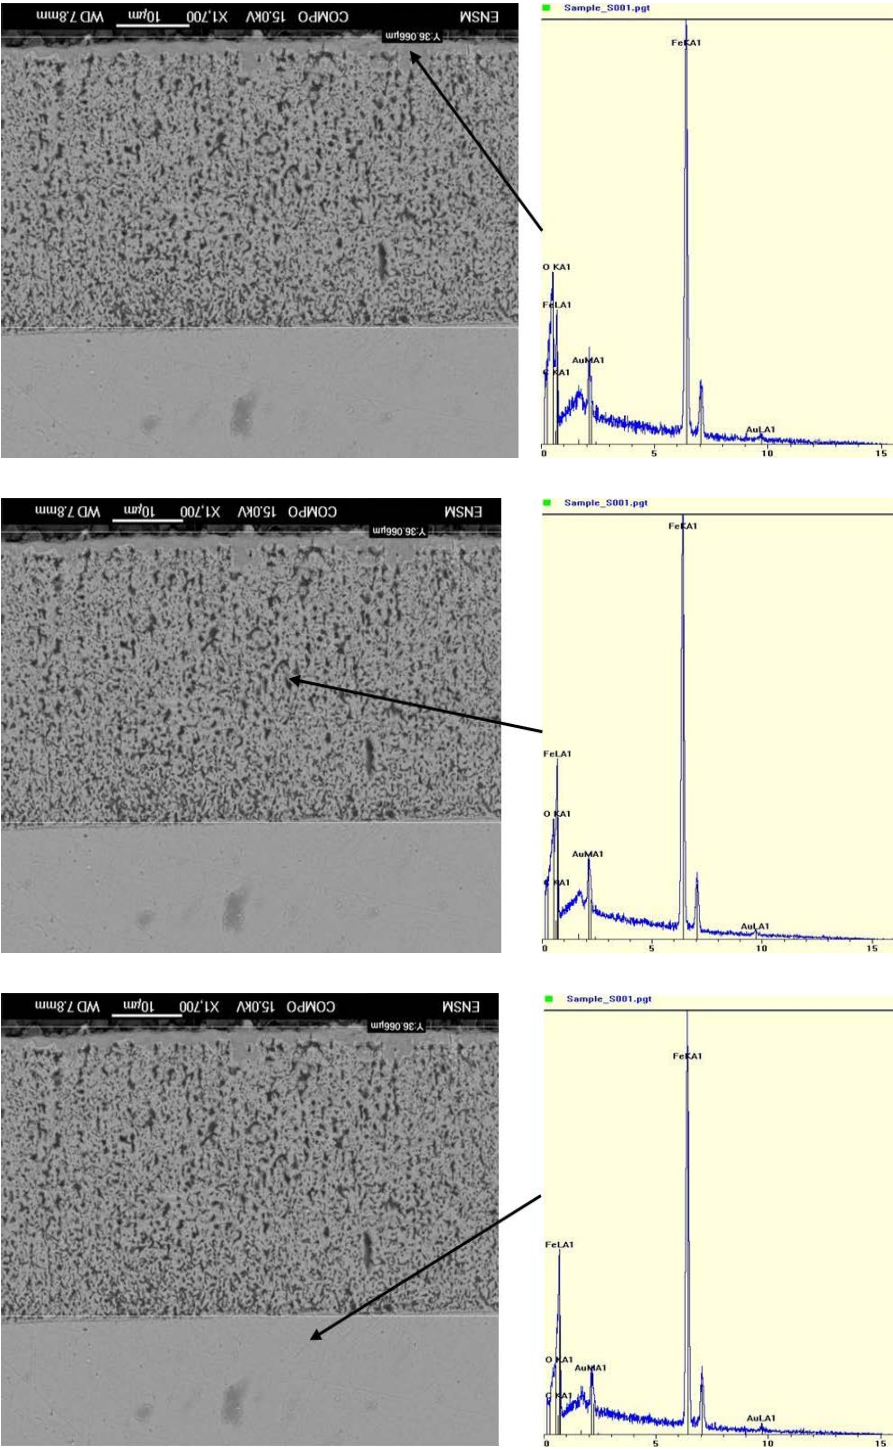 WD 7.8mm 10µm X1,700 15.0kV COMPO ENSM
Y:36.066µm
Sample_S001.pgt
FeKA1
O KA1
FeLA1
AuMA1
C KA1
AuLA1
0 5 10 15
WD 7.8mm 10µm X1,700 15.0kV COMPO ENSM
Y:36.066µm
Sample_S001.pgt
FeKA1
FeLA1
O KA1
AuMA1
KA1
AuLA1
0 5 10 15
WD 7.8mm 10µm X1,700 15.0kV COMPO ENSM
Y:36.066µm
Sample_S001.pgt
FeKA1
FeLA1
O KA1
AuMA1
C KA1
AuLA1
0 5 10 15